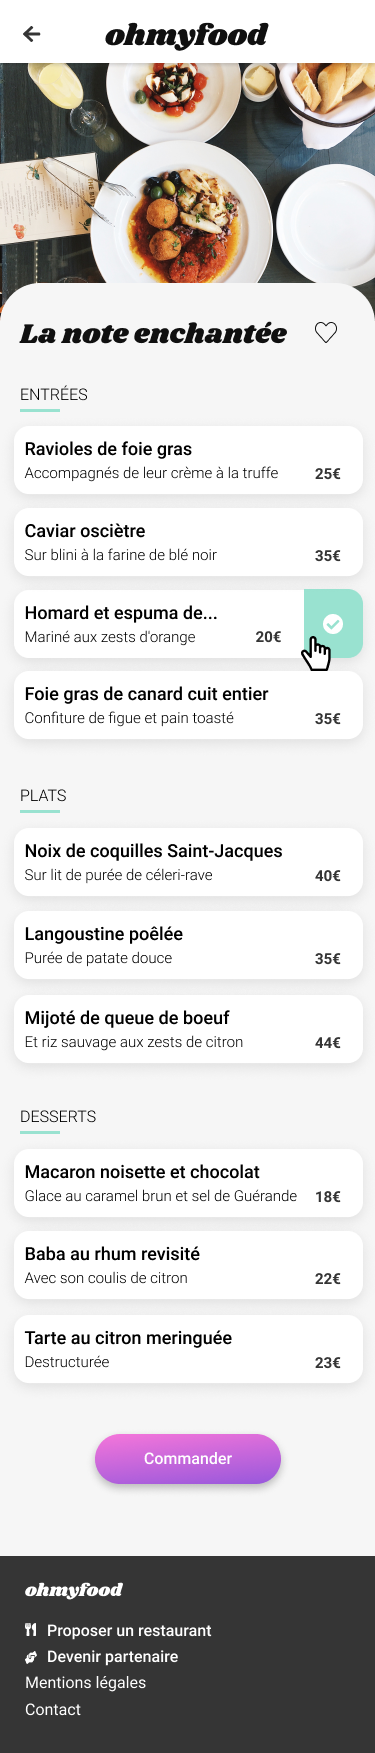 ohmyfood
La note enchantée
ENTRÉES
Ravioles de foie gras
Accompagnés de leur crème à la truffe 25€
Caviar osciètre
Sur blini à la farine de blé noir 35€
Homard et espuma de...
Mariné aux zests d'orange 20€
Foie gras de canard cuit entier
Confiture de figue et pain toasté 35€
PLATS
Noix de coquilles Saint-Jacques
Sur lit de purée de céleri-rave 40€
Langoustine poêlée
Purée de patate douce 35€
Mijoté de queue de boeuf
Et riz sauvage aux zests de citron 44€
DESSERTS
Macaron noisette et chocolat
Glace au caramel brun et sel de Guérande 18€
Baba au rhum revisité
Avec son coulis de citron 22€
Tarte au citron meringuée
Destructurée 23€
Commander
ohmyfood
Proposer un restaurant
Devenir partenaire
Mentions légales
Contact